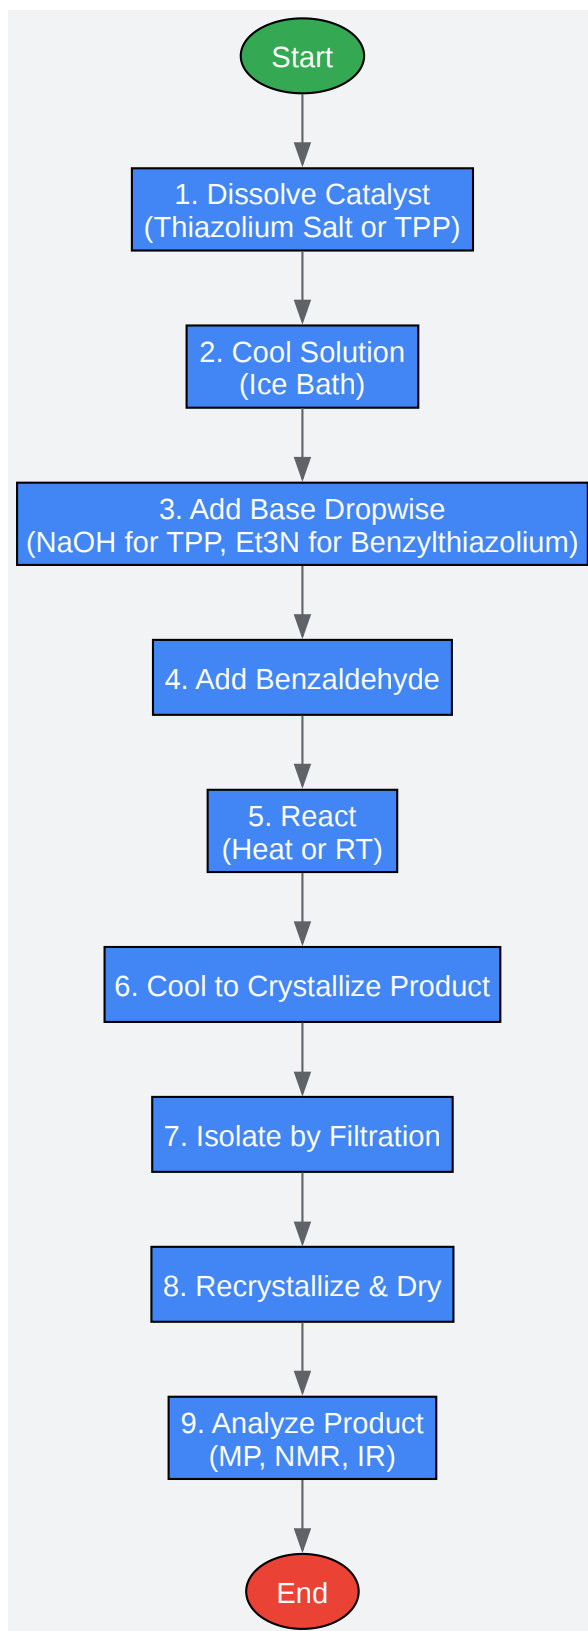 Start
1. Dissolve Catalyst
(Thiazolium Salt or TPP)
2. Cool Solution
(Ice Bath)
3. Add Base Dropwise
(NaOH for TPP, Et3N for Benzylthiazolium)
4. Add Benzaldehyde
5. React
(Heat or RT)
6. Cool to Crystallize Product
7. Isolate by Filtration
8. Recrystallize & Dry
9. Analyze Product
(MP, NMR, IR)
End